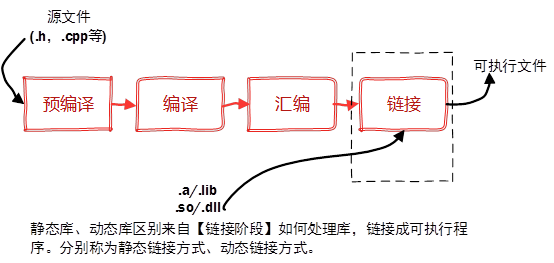 源文件
(.h，.cpp等)
可执行文件
预编译
编译
汇编
链接
.a/.lib
.so/.dll
静态库、动态库区别来自【链接阶段】如何处理库，链接成可执行程
序。分别称为静态链接方式、动态链接方式。